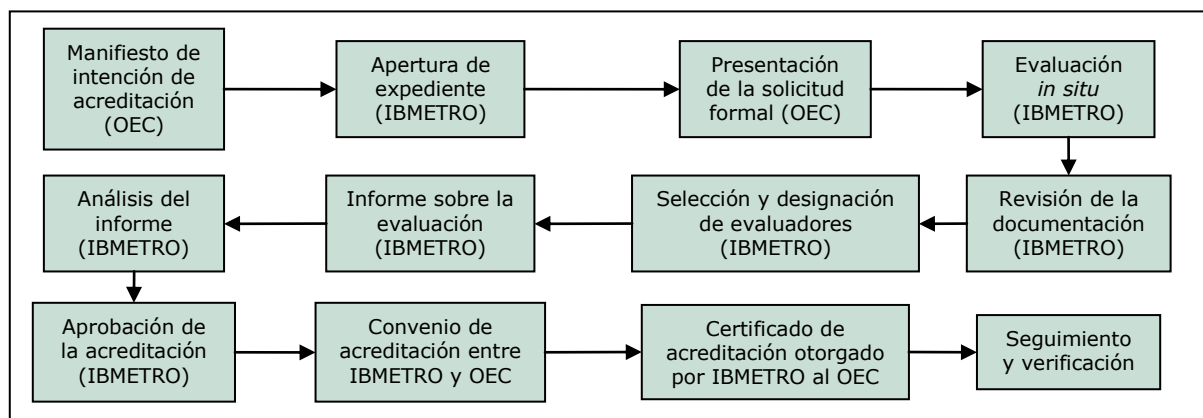 Manifiesto de
intención de
acreditación
(OEC)
Apertura de
expediente
(IBMETRO)
Presentación
de la solicitud
formal (OEC)
Evaluación
in situ
(IBMETRO)
Revisión de la
documentación
(IBMETRO)
Selección y designación
de evaluadores
(IBMETRO)
Informe sobre la
evaluación
(IBMETRO)
Análisis del
informe
(IBMETRO)
Aprobación de
la acreditación
(IBMETRO)
Convenio de
acreditación entre
IBMETRO y OEC
Certificado de
acreditación otorgado
por IBMETRO al OEC
Seguimiento
y verificación